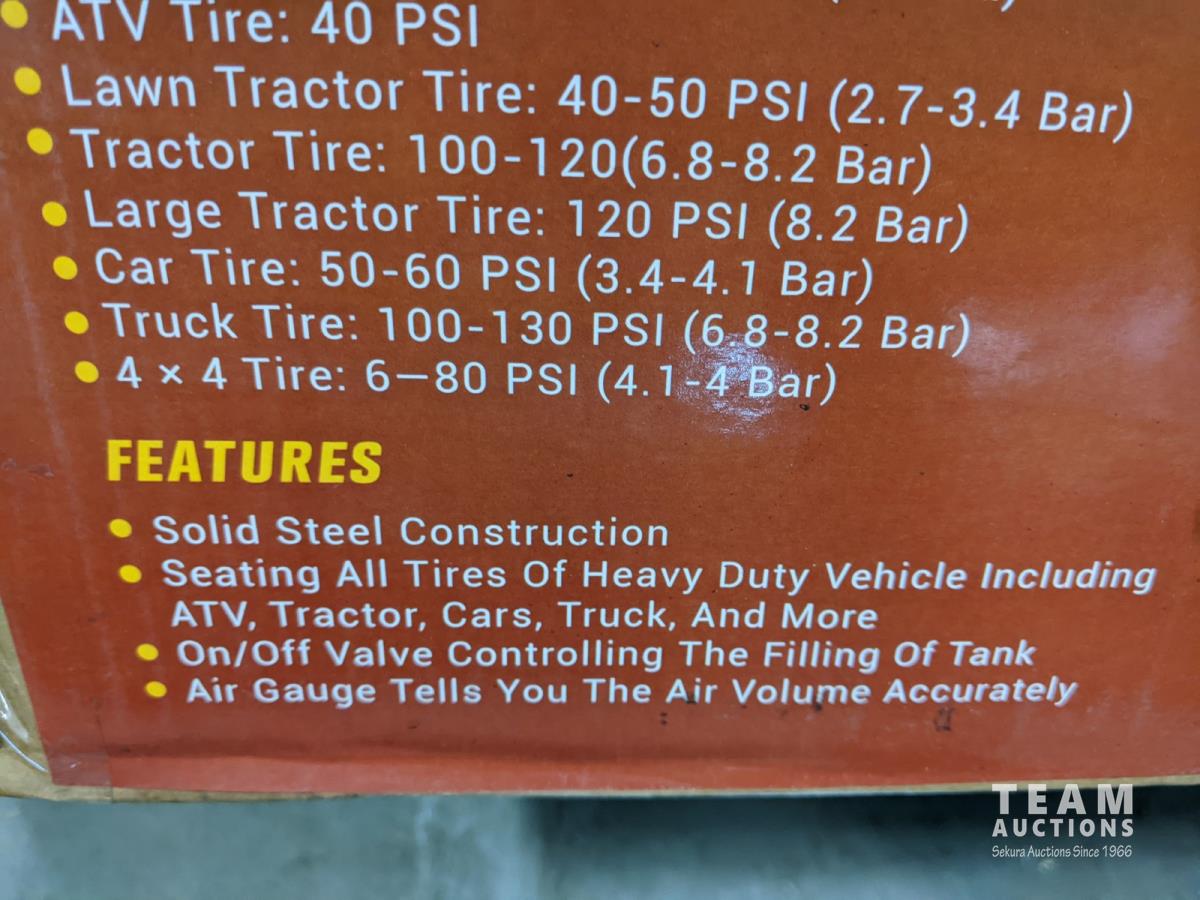 ATV Tire: 40 PSI
Lawn Tractor Tire: 40-50 PSI (2.7-3.4 Bar)
Tractor Tire: 100-120(6.8-8.2 Bar)
Large Tractor Tire: 120 PSI (8.2 Bar)
Car Tire: 50-60 PSI (3.4-4.1 Bar)
Truck Tire: 100-130 PSI (6.8-8.2 Bar)
4 × 4 Tire: 6—80 PSI (4.1-4 Bar)
FEATURES
Solid Steel Construction
Seating All Tires Of Heavy Duty Vehicle Including
ATV, Tractor, Cars, Truck, And More
On/Off Valve Controlling The Filling Of Tank
Air Gauge Tells You The Air Volume Accurately
TEAM
AUCTIONS
Sekura Auctions Since 1966